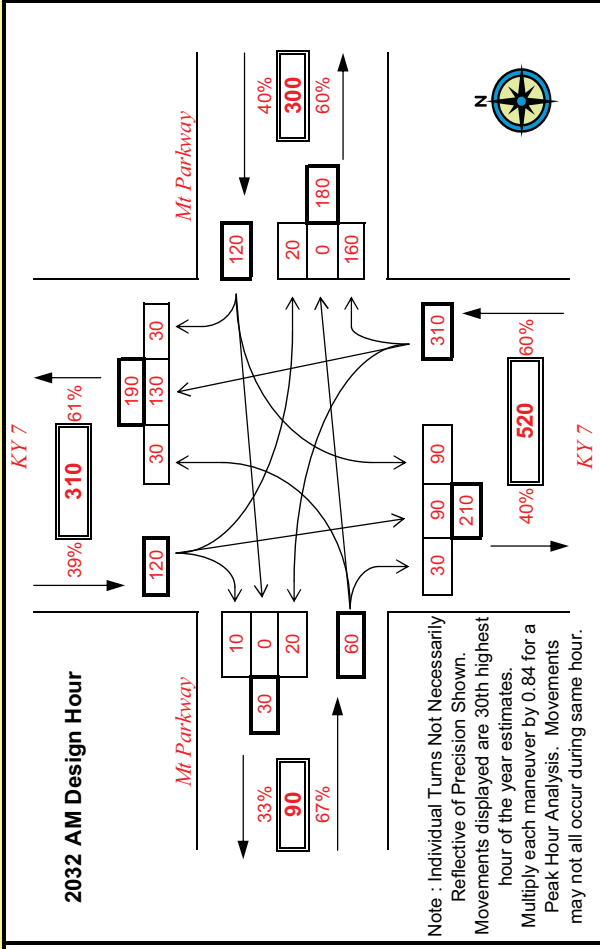 2032 AM Design Hour
KY 7
39%
310
61%
120
190
30
130
30
Mt Parkway
10
0
20
30
33%
90
67%
60
Mt Parkway
40%
300
60%
120
20
0
160
180
N
30
90
90
210
310
40%
520
60%
KY 7
Note : Individual Turns Not Necessarily
Reflective of Precision Shown.
Movements displayed are 30th highest
hour of the year estimates.
Multiply each maneuver by 0.84 for a
Peak Hour Analysis. Movements
may not all occur during same hour.